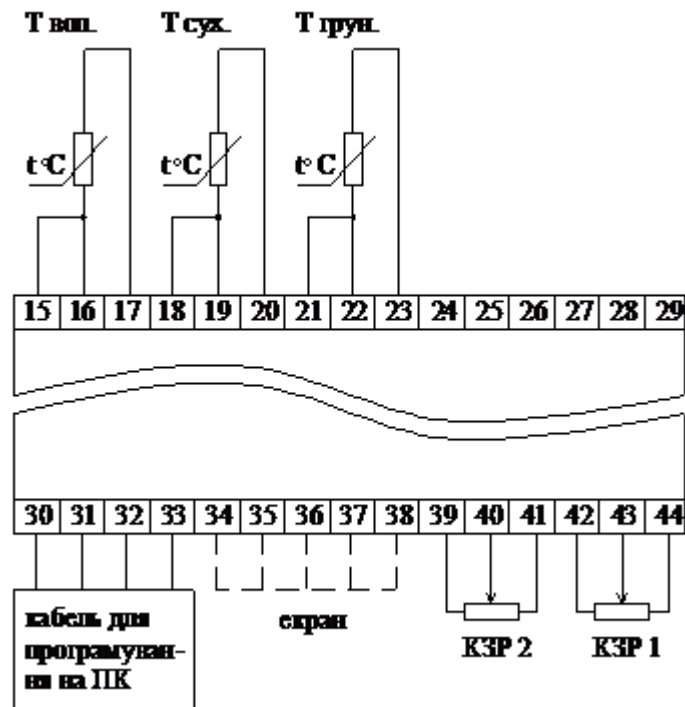 Т вол. Т сух. Т грун.
t°C t°C t°C
15 16 17 18 19 20 21 22 23 24 25 26 27 28 29
30 31 32 33 34 35 36 37 38 39 40 41 42 43 44
кабель для
програмуван-
ня на ПК
екран
КЗР 2
КЗР 1